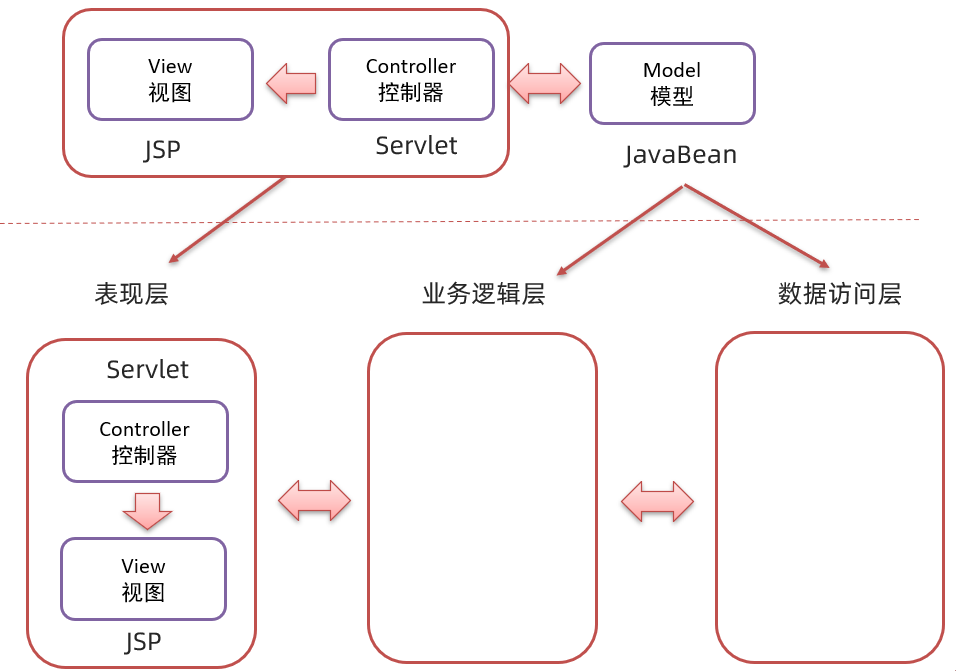 View
视图
JSP
Controller
控制器
Servlet
Model
模型
JavaBean
表现层
业务逻辑层
数据访问层
Servlet
Controller
控制器
View
视图
JSP